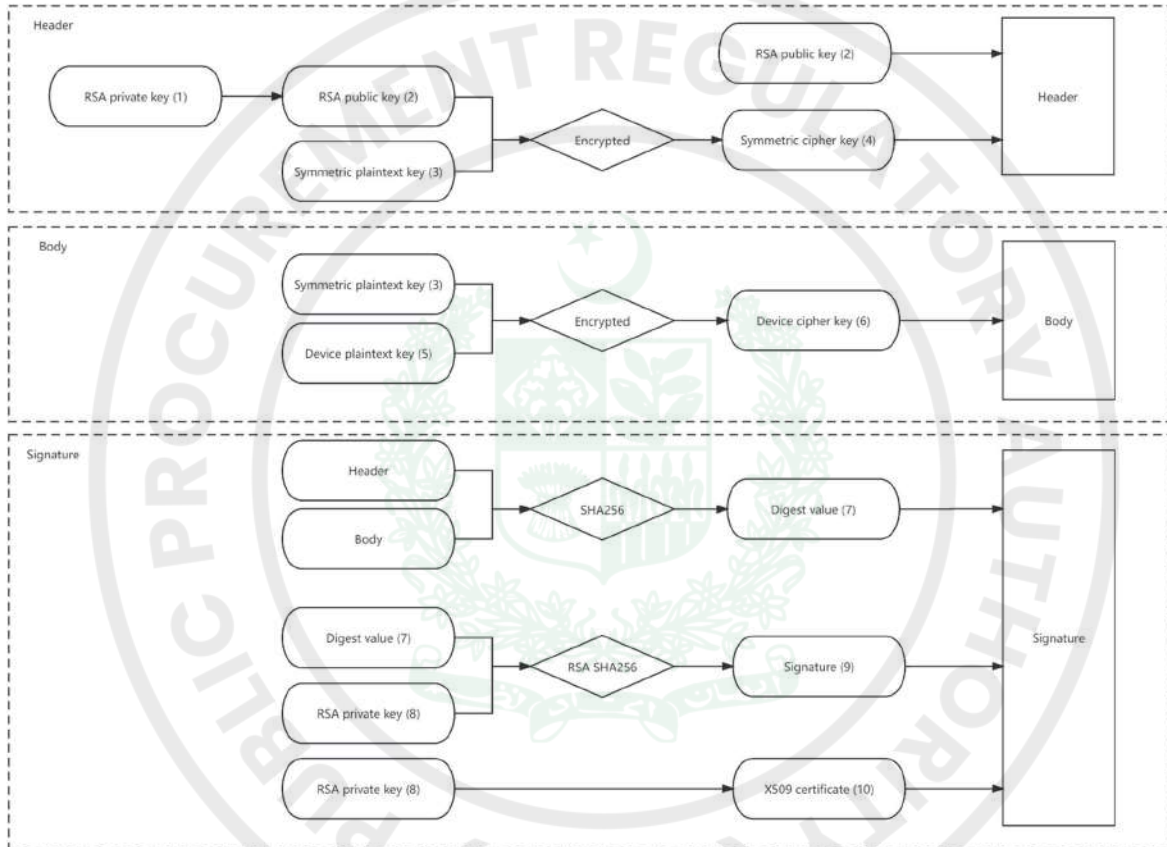 Header
RSA public key (2)
RSA private key (1)
RSA public key (2)
Header
Encrypted
Symmetric cipher key (4)
Symmetric plaintext key (3)
Body
Symmetric plaintext key (3)
Encrypted
Device cipher key (6)
Body
Device plaintext key (5)
Signature
Header
SHA256
Digest value (7)
Body
Digest value (7)
Signature
RSA SHA256
Signature (9)
RSA private key (8)
RSA private key (8)
X509 certificate (10)
PUBLIC PROCUREMENT REGULATORY AUTHORITY